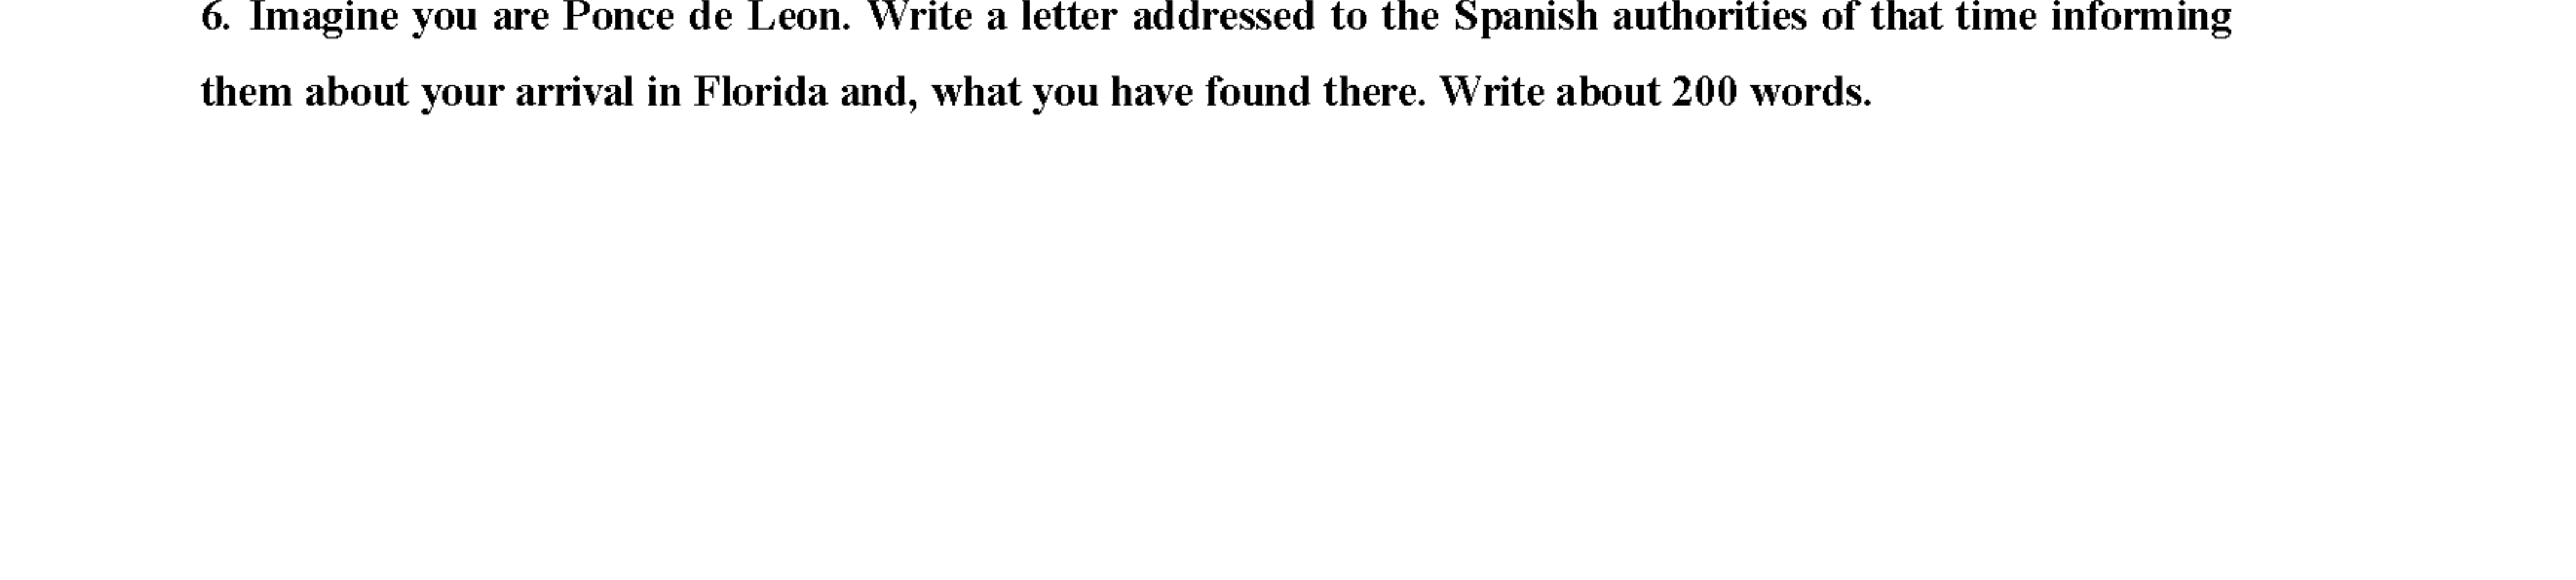 6. Imagine you are Ponce de Leon. Write a letter addressed to the Spanish authorities of that time informing
them about your arrival in Florida and, what you have found there. Write about 200 words.